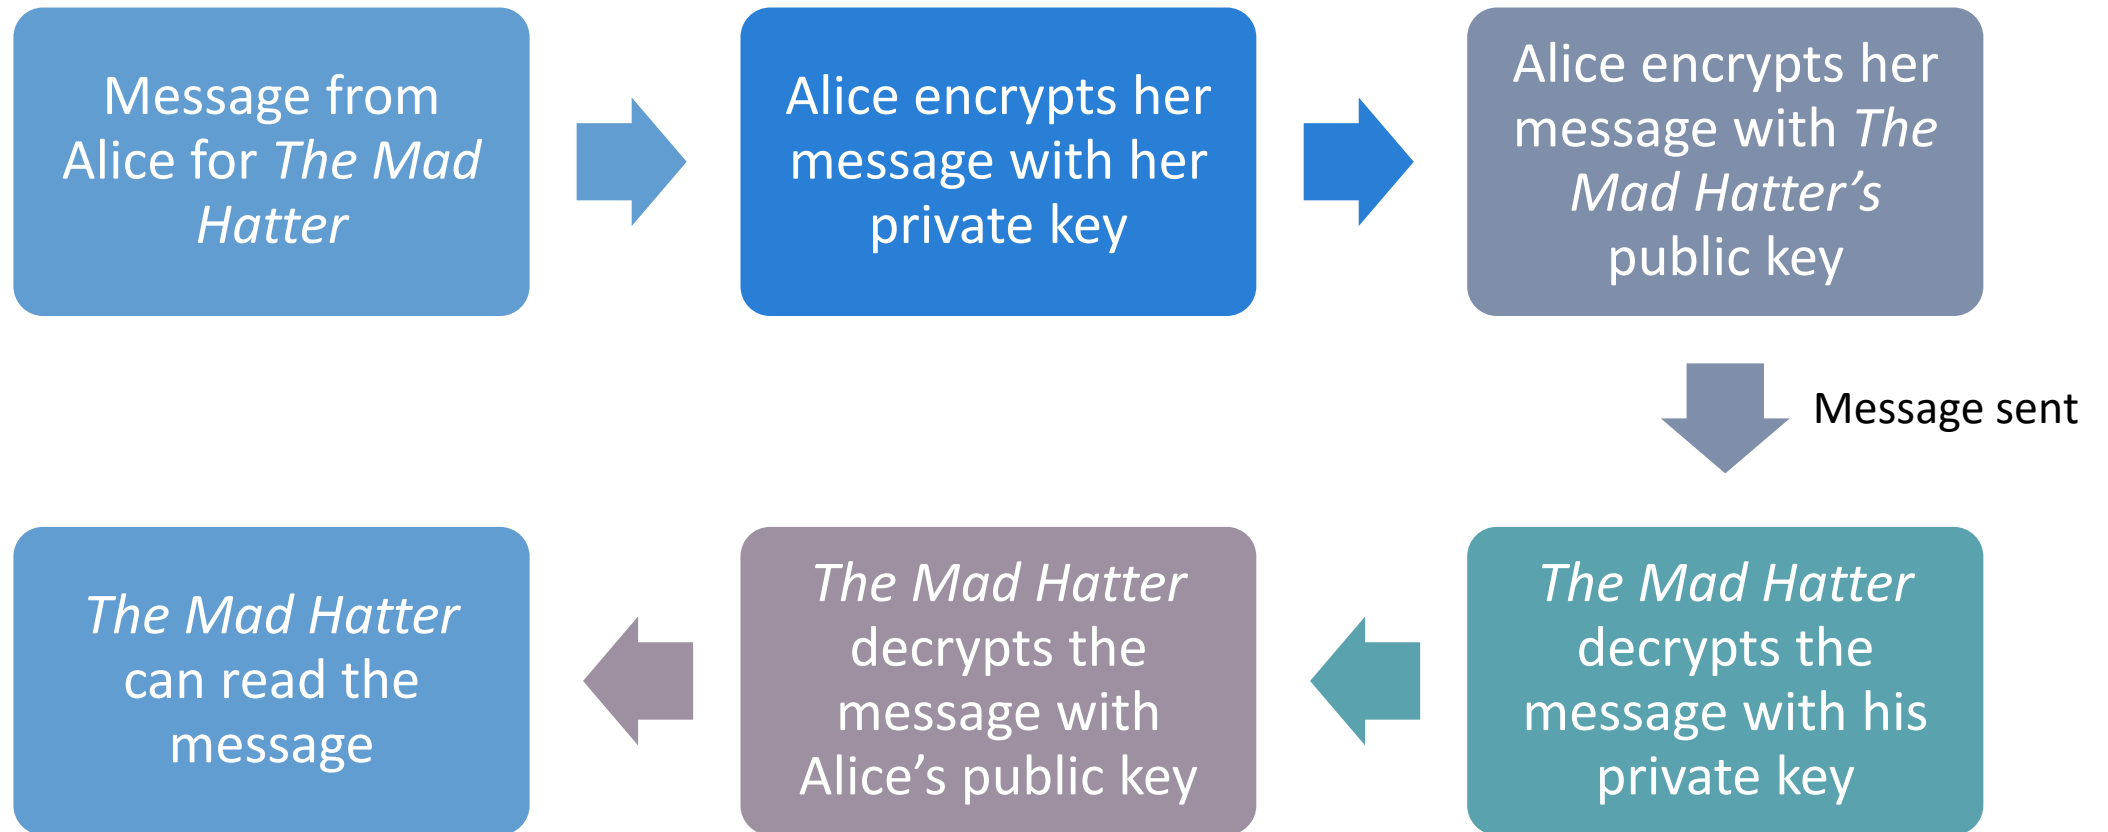 Message from
Alice for The Mad
Hatter
Alice encrypts her
message with her
private key
Alice encrypts her
message with The
Mad Hatter’s
public key
Message sent
The Mad Hatter
decrypts the
message with his
private key
The Mad Hatter
decrypts the
message with
Alice’s public key
The Mad Hatter
can read the
message